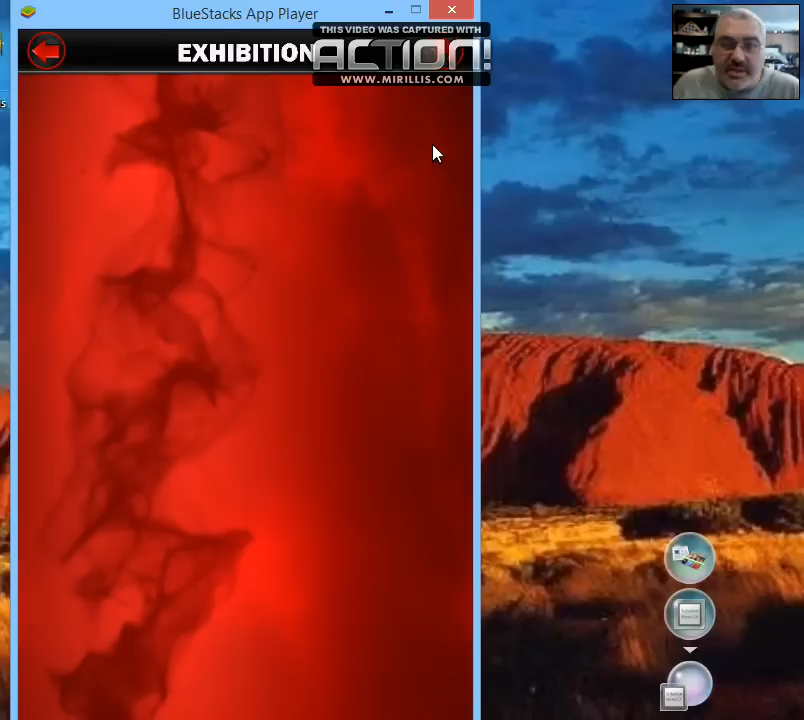 BlueStacks App Player
THIS VIDEO WAS CAPTURED WITH
EXHIBITION
ACTION!
WWW.MIRILLIS.COM
s